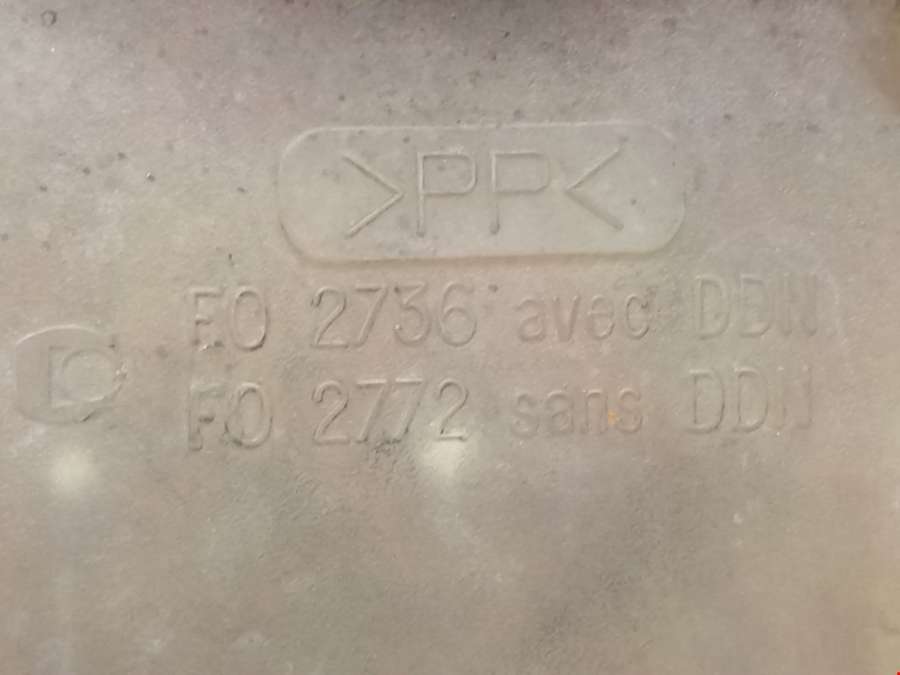 >PP<
FO 2736 avec DDN
FO 2772 sans DDN